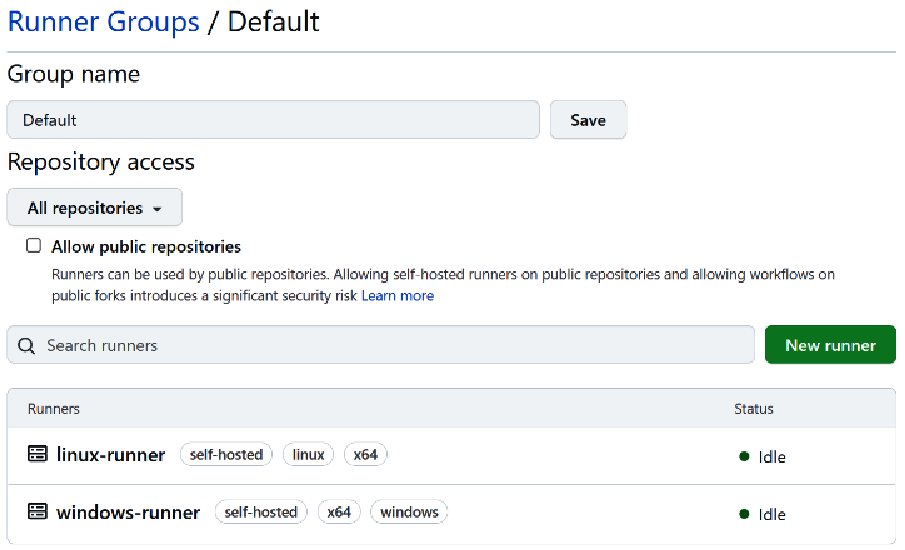 Runner Groups / Default
Group name
Default
Save
Repository access
All repositories
Allow public repositories
Runners can be used by public repositories. Allowing self-hosted runners on public repositories and allowing workflows on
public forks introduces a significant security risk Learn more
Search runners
New runner
Runners Status
linux-runner self-hosted linux x64 Idle
windows-runner self-hosted x64 windows Idle